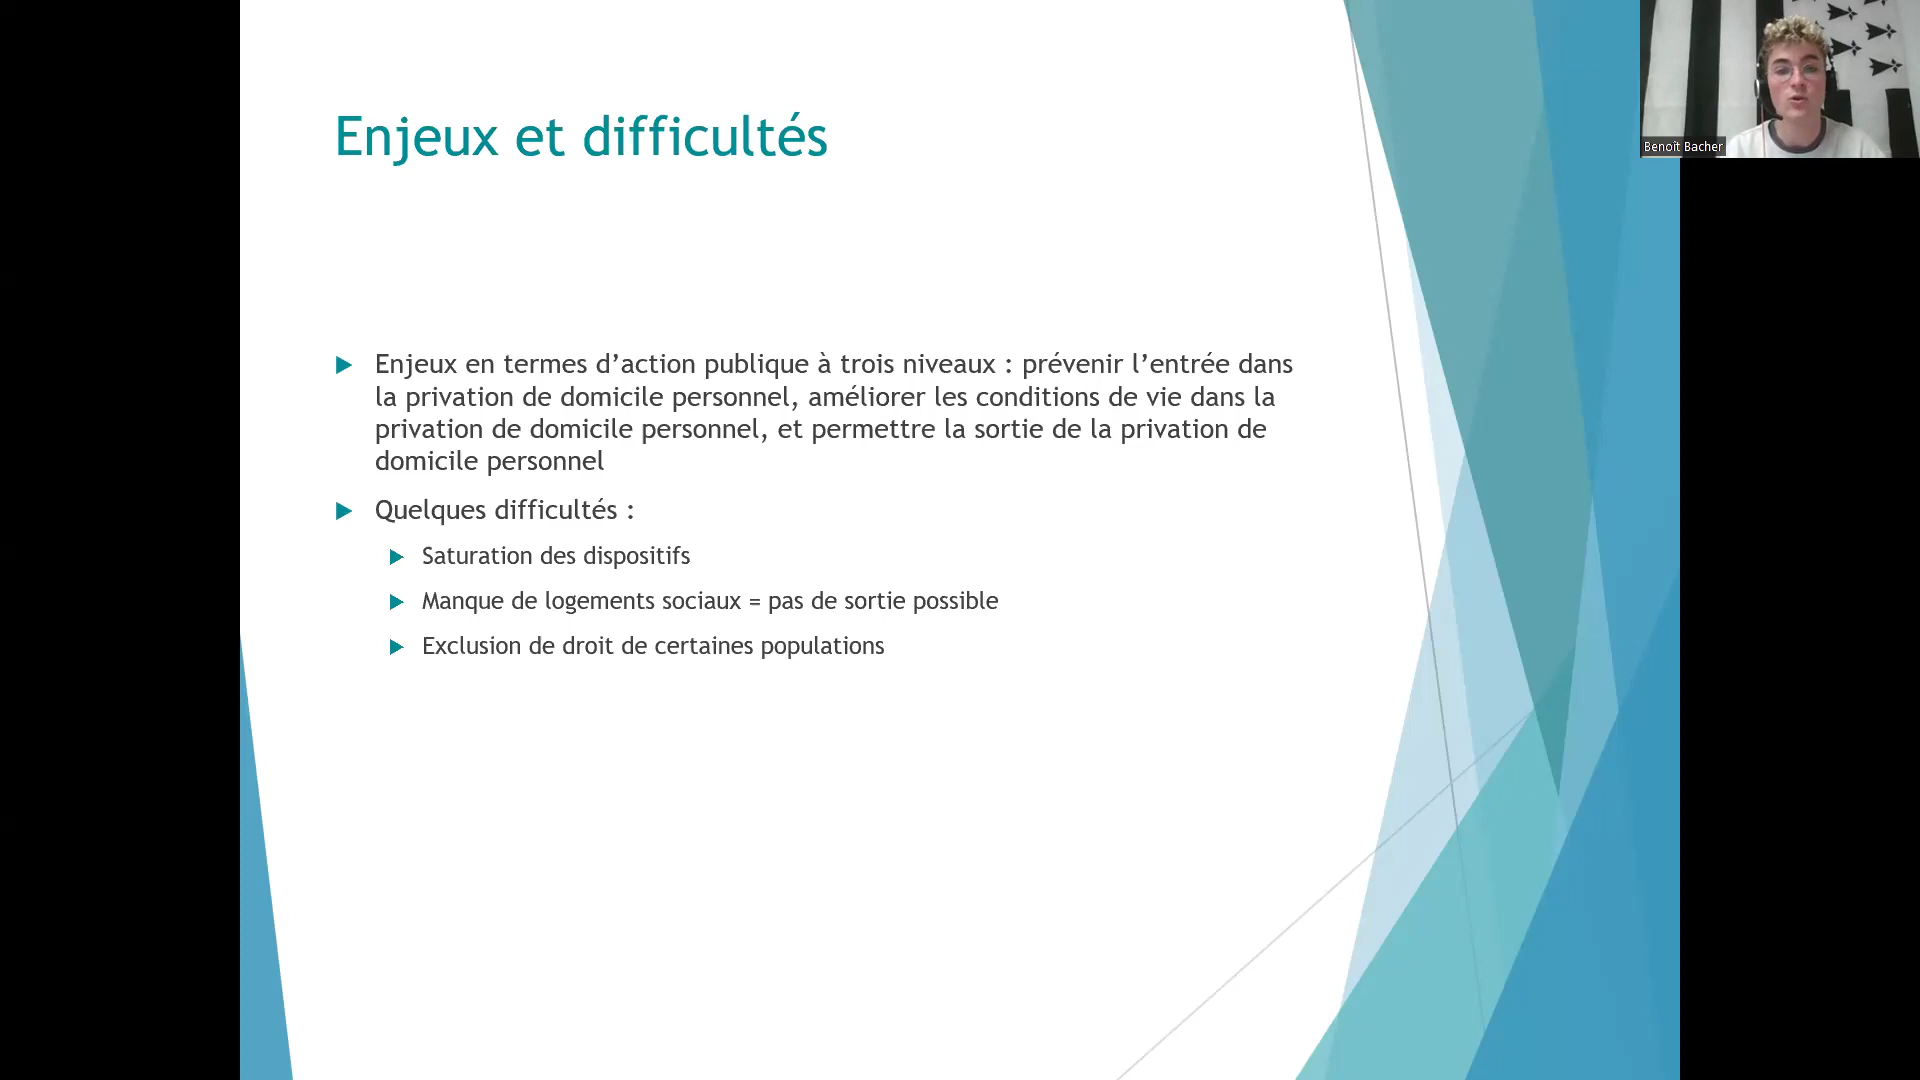 Enjeux et difficultés
Benoit Bacher
Enjeux en termes d’action publique à trois niveaux : prévenir l’entrée dans
la privation de domicile personnel, améliorer les conditions de vie dans la
privation de domicile personnel, et permettre la sortie de la privation de
domicile personnel
Quelques difficultés :
Saturation des dispositifs
Manque de logements sociaux = pas de sortie possible
Exclusion de droit de certaines populations